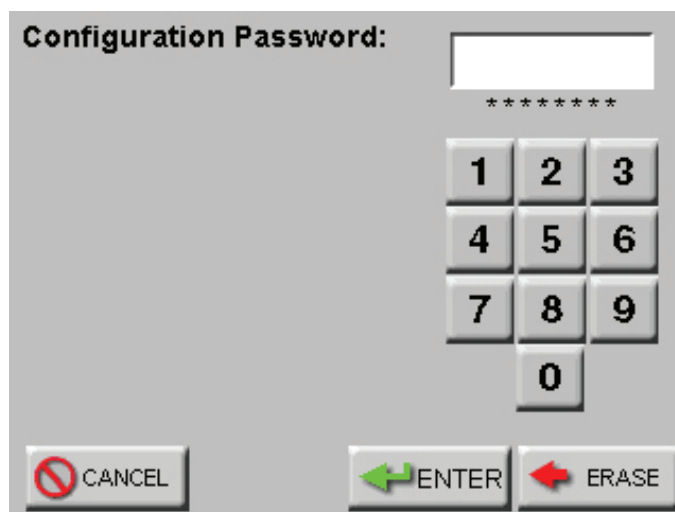 Configuration Password:
********
1 2 3
4 5 6
7 8 9
0
CANCEL ENTER ERASE